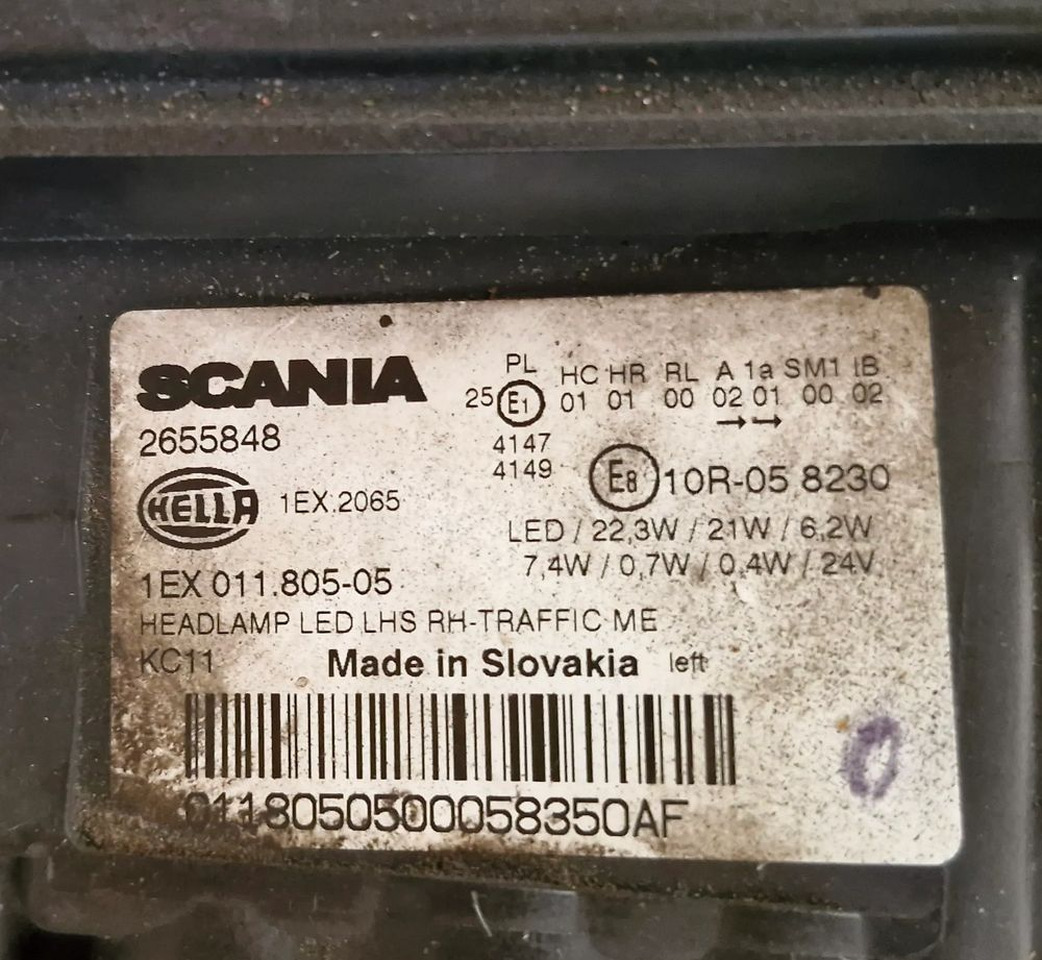 SCANIA
2655848
HELLA 1EX.2065
1EX 011.805-05
PL HC HR RL A 1a SM1 IB
25 E1 01 01 00 02 01 00 02
→ →
4147
4149
E8 10R-05 8230
LED / 22,3W / 21W / 6,2W
7,4W / 0,7W / 0,4W / 24V
HEADLAMP LED LHS RH-TRAFFIC ME
KC11 Made in Slovakia left
0
0118050500058350AF